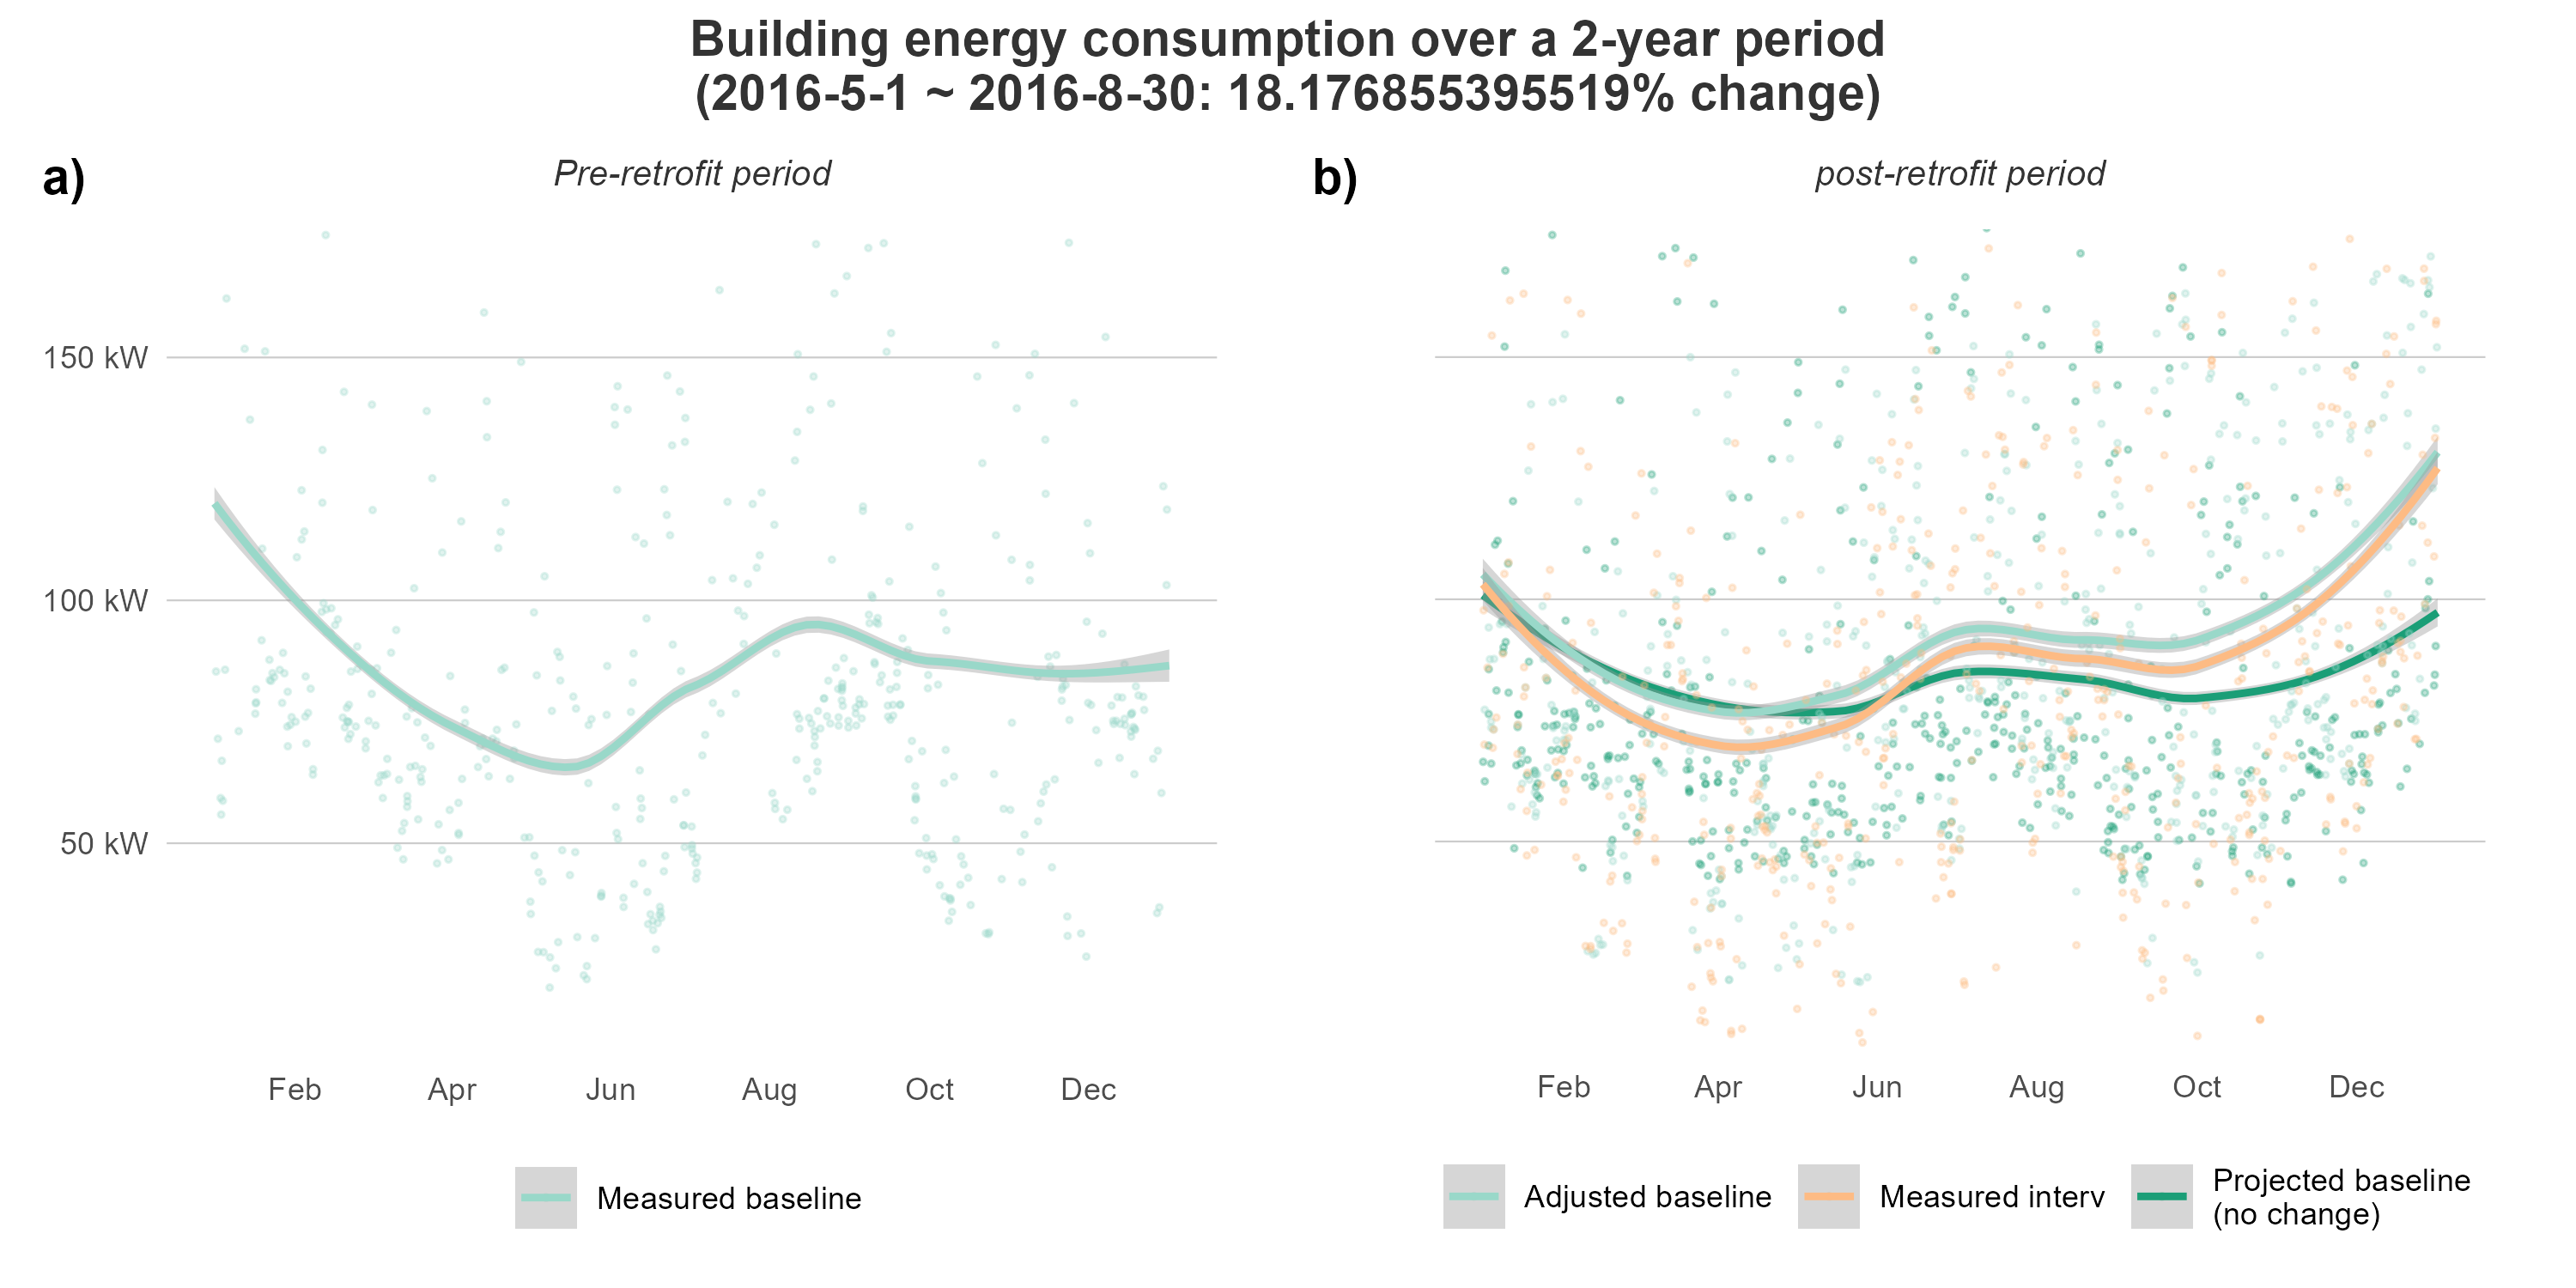 Building energy consumption over a 2-year period
(2016-5-1 ~ 2016-8-30: 18.176855395519% change)
a)
Pre-retrofit period
150 kW
100 kW
50 kW
Feb Apr Jun Aug Oct Dec
Measured baseline
b)
post-retrofit period
Feb Apr Jun Aug Oct Dec
Adjusted baseline
Measured interv
Projected baseline
(no change)